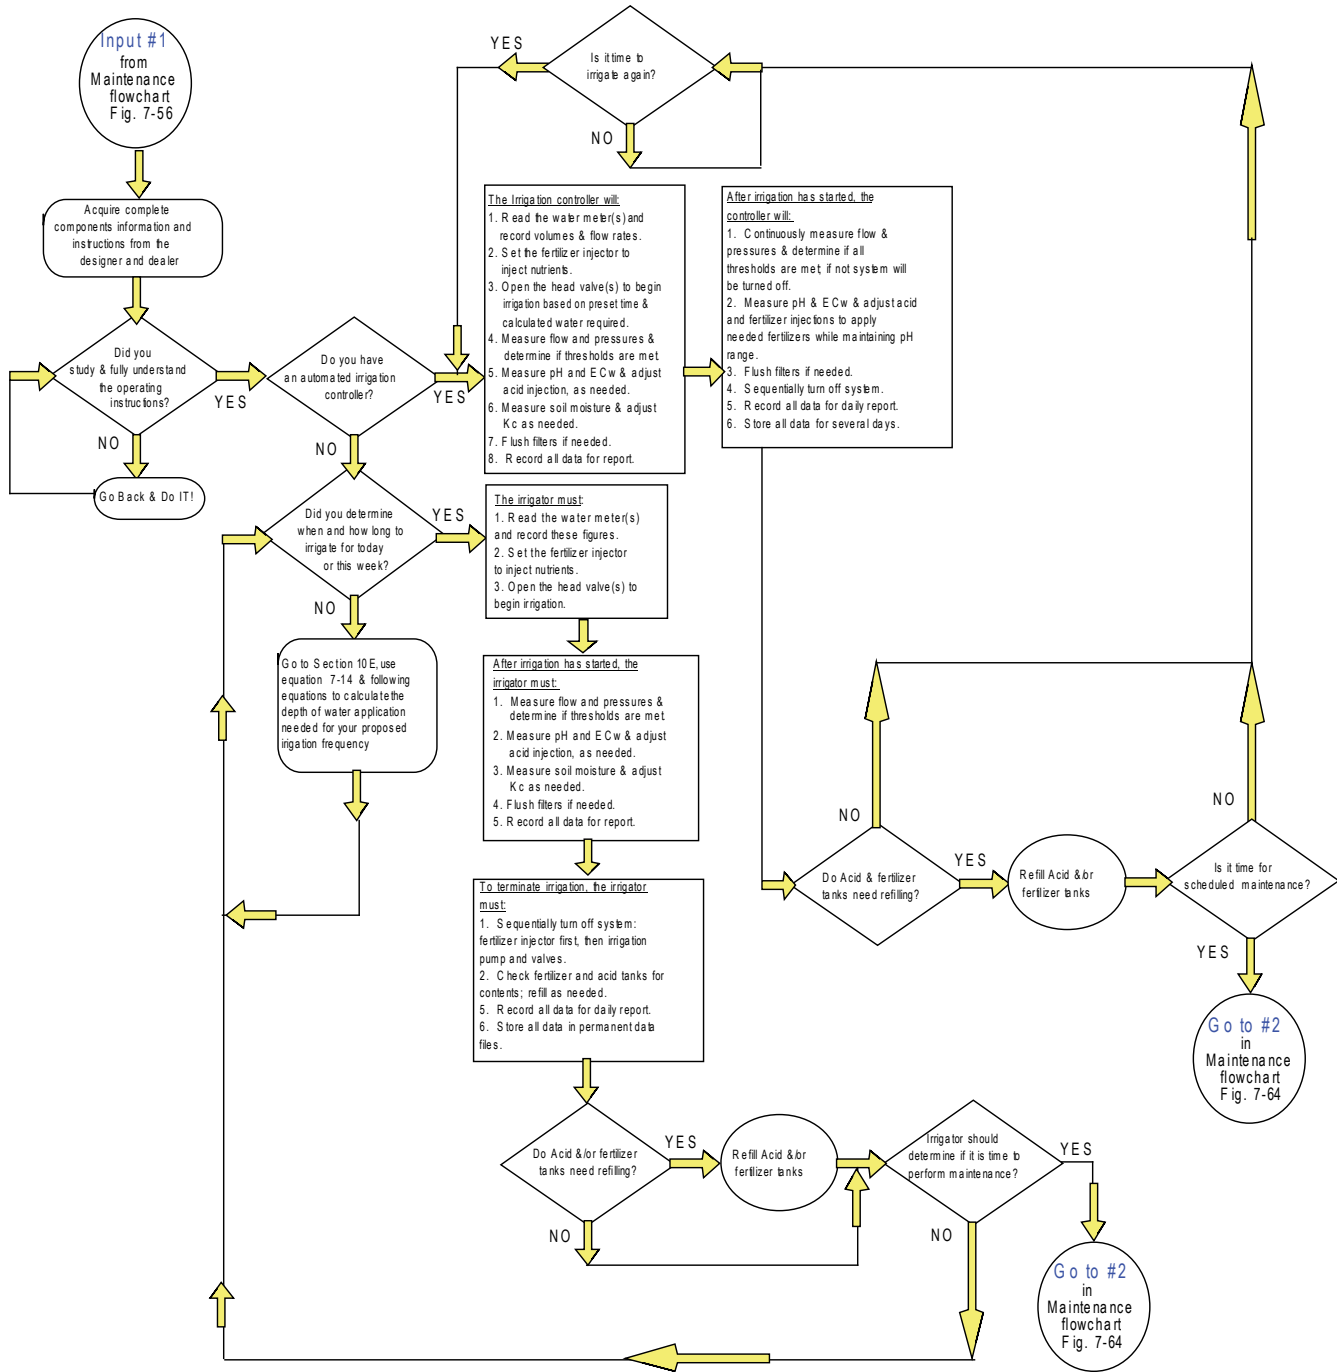 Input #1
from
Maintenance
flowchart
Fig. 7-56
Acquire complete
components information and
instructions from the
designer and dealer
Did you
study & fully understand
the operating
instructions?
YES
NO
Go Back & Do IT!
Do you have
an automated irrigation
controller?
YES
NO
Is it time to
irrigate again?
YES
NO
The Irrigation controller will:
1. Read the water meter(s) and
record volumes & flow rates.
2. Set the fertilizer injector to
inject nutrients.
3. Open the head valve(s) to begin
irrigation based on preset time &
calculated water required.
4. Measure flow and pressures &
determine if thresholds are met.
5. Measure pH and ECw & adjust
acid injection, as needed.
6. Measure soil moisture & adjust
Kc as needed.
7. Flush filters if needed.
8. Record all data for report.
After irrigation has started, the
controller will:
1. Continuously measure flow &
pressures & determine if all
thresholds are met; if not system will
be turned off.
2. Measure pH & ECw & adjust acid
and fertilizer injections to apply
needed fertilizers while maintaining pH
range.
3. Flush filters if needed.
4. Sequentially turn off system.
5. Record all data for daily report.
6. Store all data for several days.
Did you determine
when and how long to
irrigate for today
or this week?
YES
NO
The irrigator must:
1. Read the water meter(s)
and record these figures.
2. Set the fertilizer injector
to inject nutrients.
3. Open the head valve(s) to
begin irrigation.
Go to Section 10E, use
equation 7-14 & following
equations to calculate the
depth of water application
needed for your proposed
irigation frequency
After irrigation has started, the
irrigator must:
1. Measure flow and pressures &
determine if thresholds are met.
2. Measure pH and ECw & adjust
acid injection, as needed.
3. Measure soil moisture & adjust
Kc as needed.
4. Flush filters if needed.
5. Record all data for report.
To terminate irrigation, the irrigator
must:
1. Sequentially turn off system:
fertilizer injector first, then irrigation
pump and valves.
2. Check fertilizer and acid tanks for
contents; refill as needed.
5. Record all data for daily report.
6. Store all data in permanent data
files.
Do Acid & fertilizer
tanks need refilling?
NO
YES
Refill Acid &/or
fertilizer tanks
Is it time for
scheduled maintenance?
NO
YES
Go to #2
in
Maintenance
flowchart
Fig. 7-64
Do Acid &/or fertilizer
tanks need refilling?
YES
NO
Refill Acid &/or
fertilizer tanks
Irrigator should
determine if it is time to
perform maintenance?
YES
NO
Go to #2
in
Maintenance
flowchart
Fig. 7-64